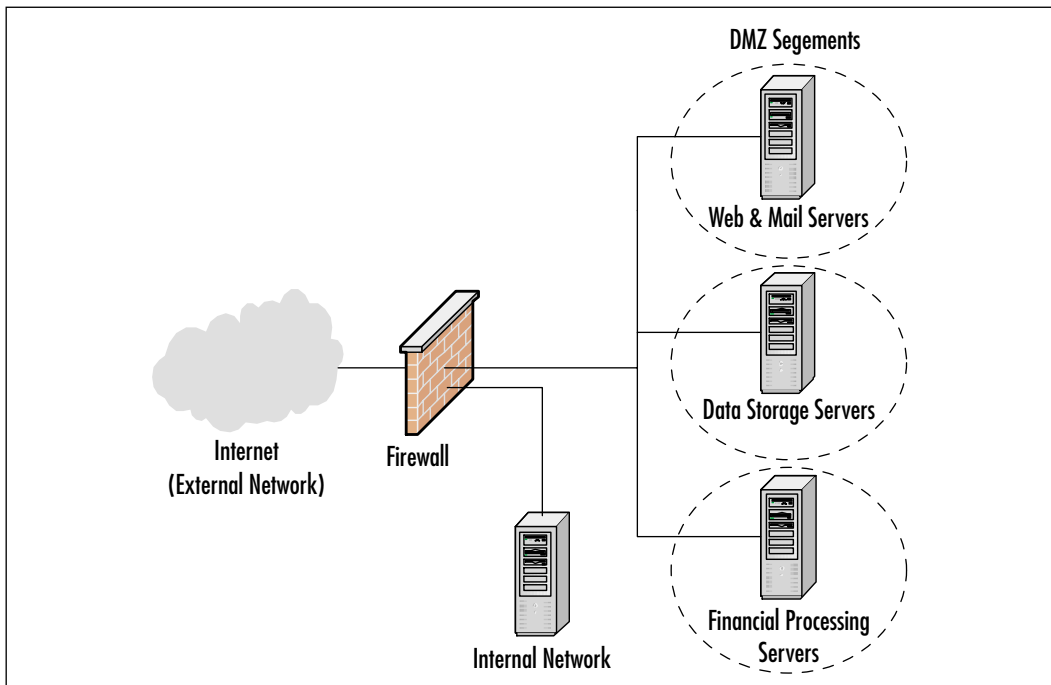 DMZ Segements
Web & Mail Servers
Data Storage Servers
Internet
(External Network)
Firewall
Internal Network
Financial Processing
Servers